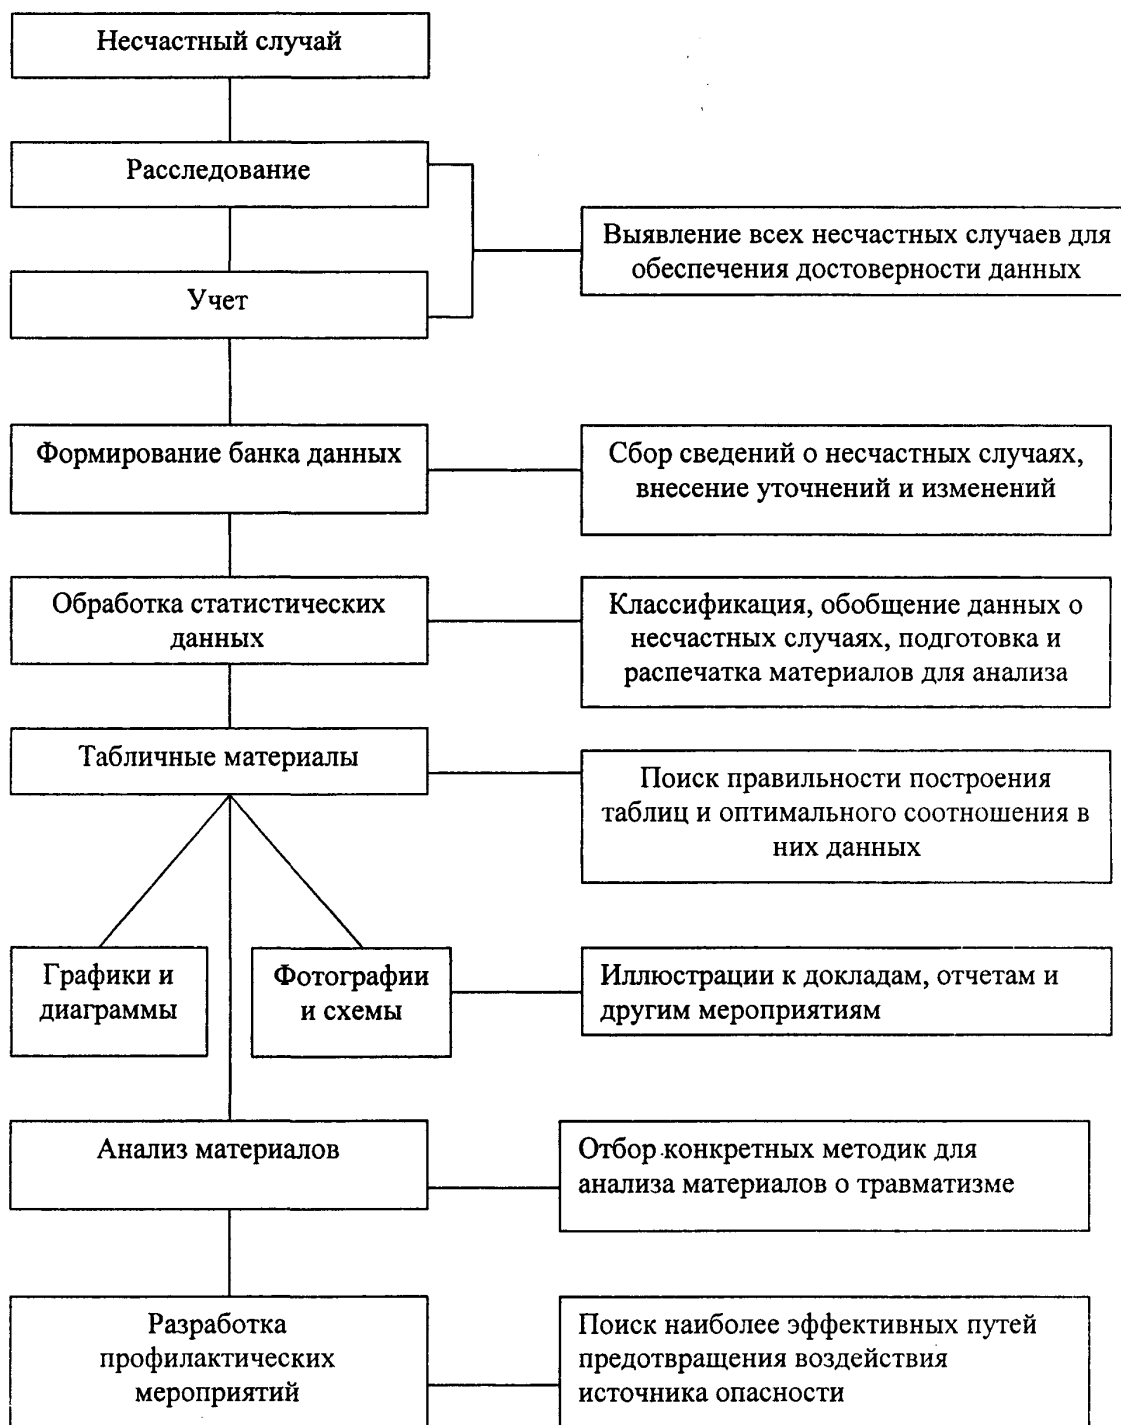 Несчастный случай
Расследование
Выявление всех несчастных случаев для
обеспечения достоверности данных
Учет
Формирование банка данных
Сбор сведений о несчастных случаях,
внесение уточнений и изменений
Обработка статистических
данных
Классификация, обобщение данных о
несчастных случаях, подготовка и
распечатка материалов для анализа
Табличные материалы
Поиск правильности построения
таблиц и оптимального соотношения в
них данных
Графики и
диаграммы
Фотографии
и схемы
Иллюстрации к докладам, отчетам и
другим мероприятиям
Анализ материалов
Отбор конкретных методик для
анализа материалов о травматизме
Разработка
профилактических
мероприятий
Поиск наиболее эффективных путей
предотвращения воздействия
источника опасности